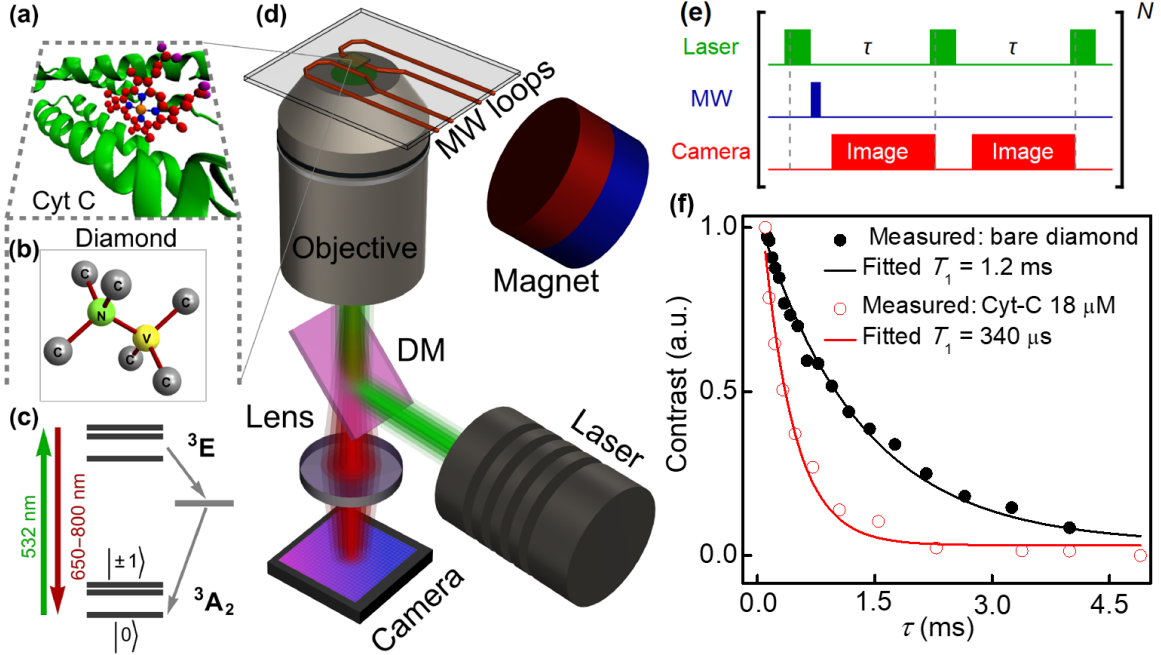 (a)
Cyt C
Diamond
(b)
C
C
C
N
V
C
C
C
(c)
532 nm
650–800 nm
³E
|±1⟩
³A₂
|0⟩
(d)
MW loops
Objective
Magnet
DM
Lens
Laser
Camera
(e)
N
Laser
τ
τ
MW
Camera
Image
Image
(f)
Measured: bare diamond
Fitted T₁ = 1.2 ms
Measured: Cyt-C 18 μM
Fitted T₁ = 340 μs
Contrast (a.u.)
1.0
0.5
0.0
0.0
1.5
3.0
4.5
τ (ms)